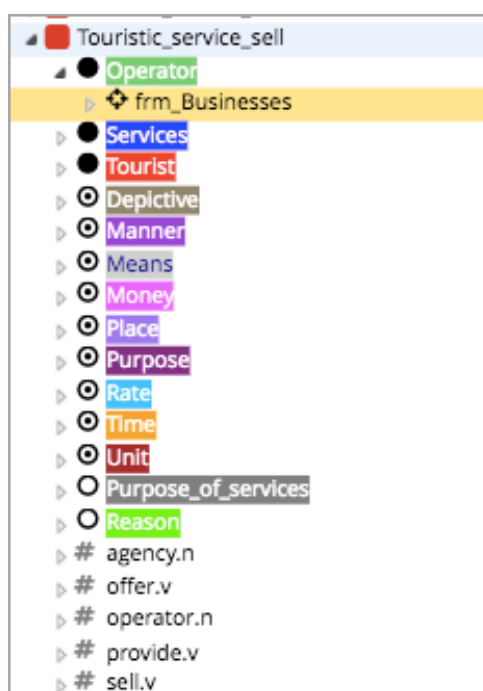 Touristic_service_sell
Operator
frm_Businesses
Services
Tourist
Depictive
Manner
Means
Money
Place
Purpose
Rate
Time
Unit
Purpose_of_services
Reason
# agency.n
# offer.v
# operator.n
# provide.v
# sell.v